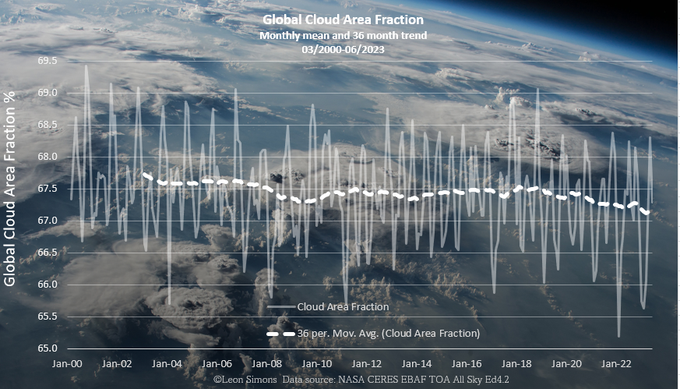 Global Cloud Area Fraction
Monthly mean and 36 month trend
03/2000-06/2023
Global Cloud Area Fraction %
69.5
69.0
68.5
68.0
67.5
67.0
66.5
66.0
65.5
65.0
Cloud Area Fraction
36 per. Mov. Avg. (Cloud Area Fraction)
Jan-00 Jan-02 Jan-04 Jan-06 Jan-08 Jan-10 Jan-12 Jan-14 Jan-16 Jan-18 Jan-20 Jan-22
©Leon Simons Data source: NASA CERES EBAF TOA All Sky Ed4.2